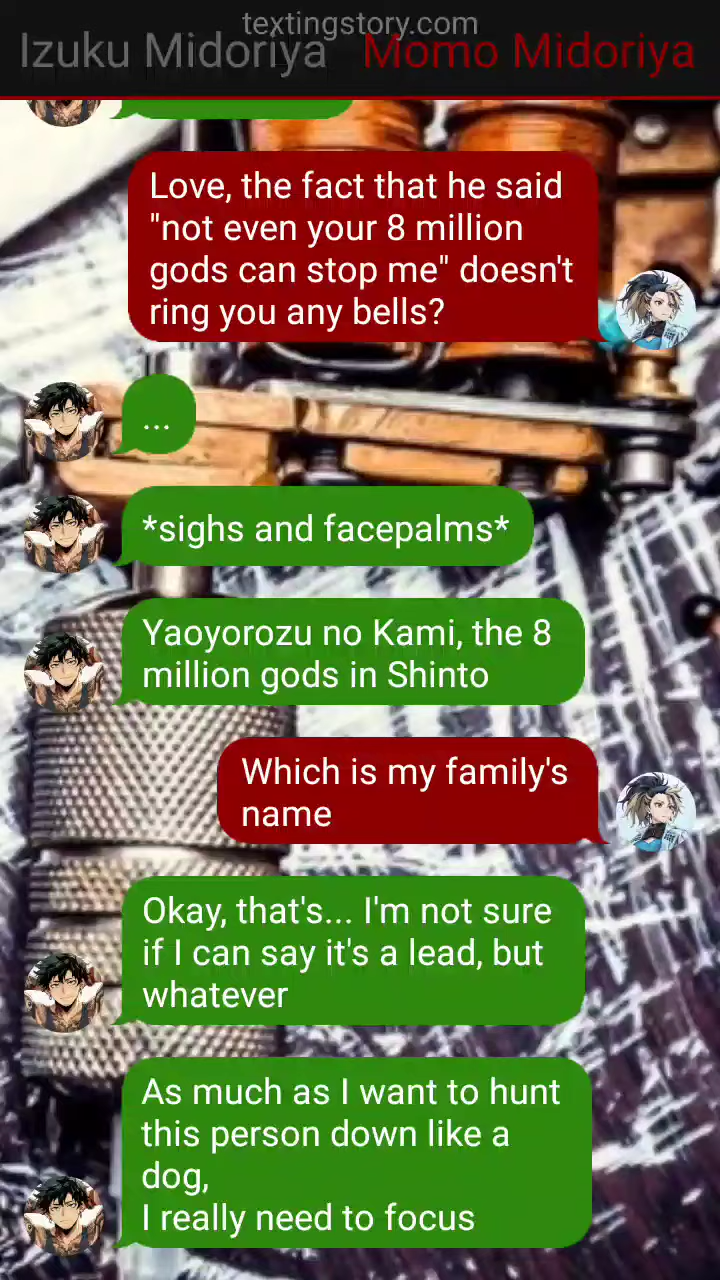 textingstory.com
Izuku Midoriya Momo Midoriya
Love, the fact that he said
"not even your 8 million
gods can stop me" doesn't
ring you any bells?
...
*sighs and facepalms*
Yaoyorozu no Kami, the 8
million gods in Shinto
Which is my family's
name
Okay, that's... I'm not sure
if I can say it's a lead, but
whatever
As much as I want to hunt
this person down like a
dog,
I really need to focus